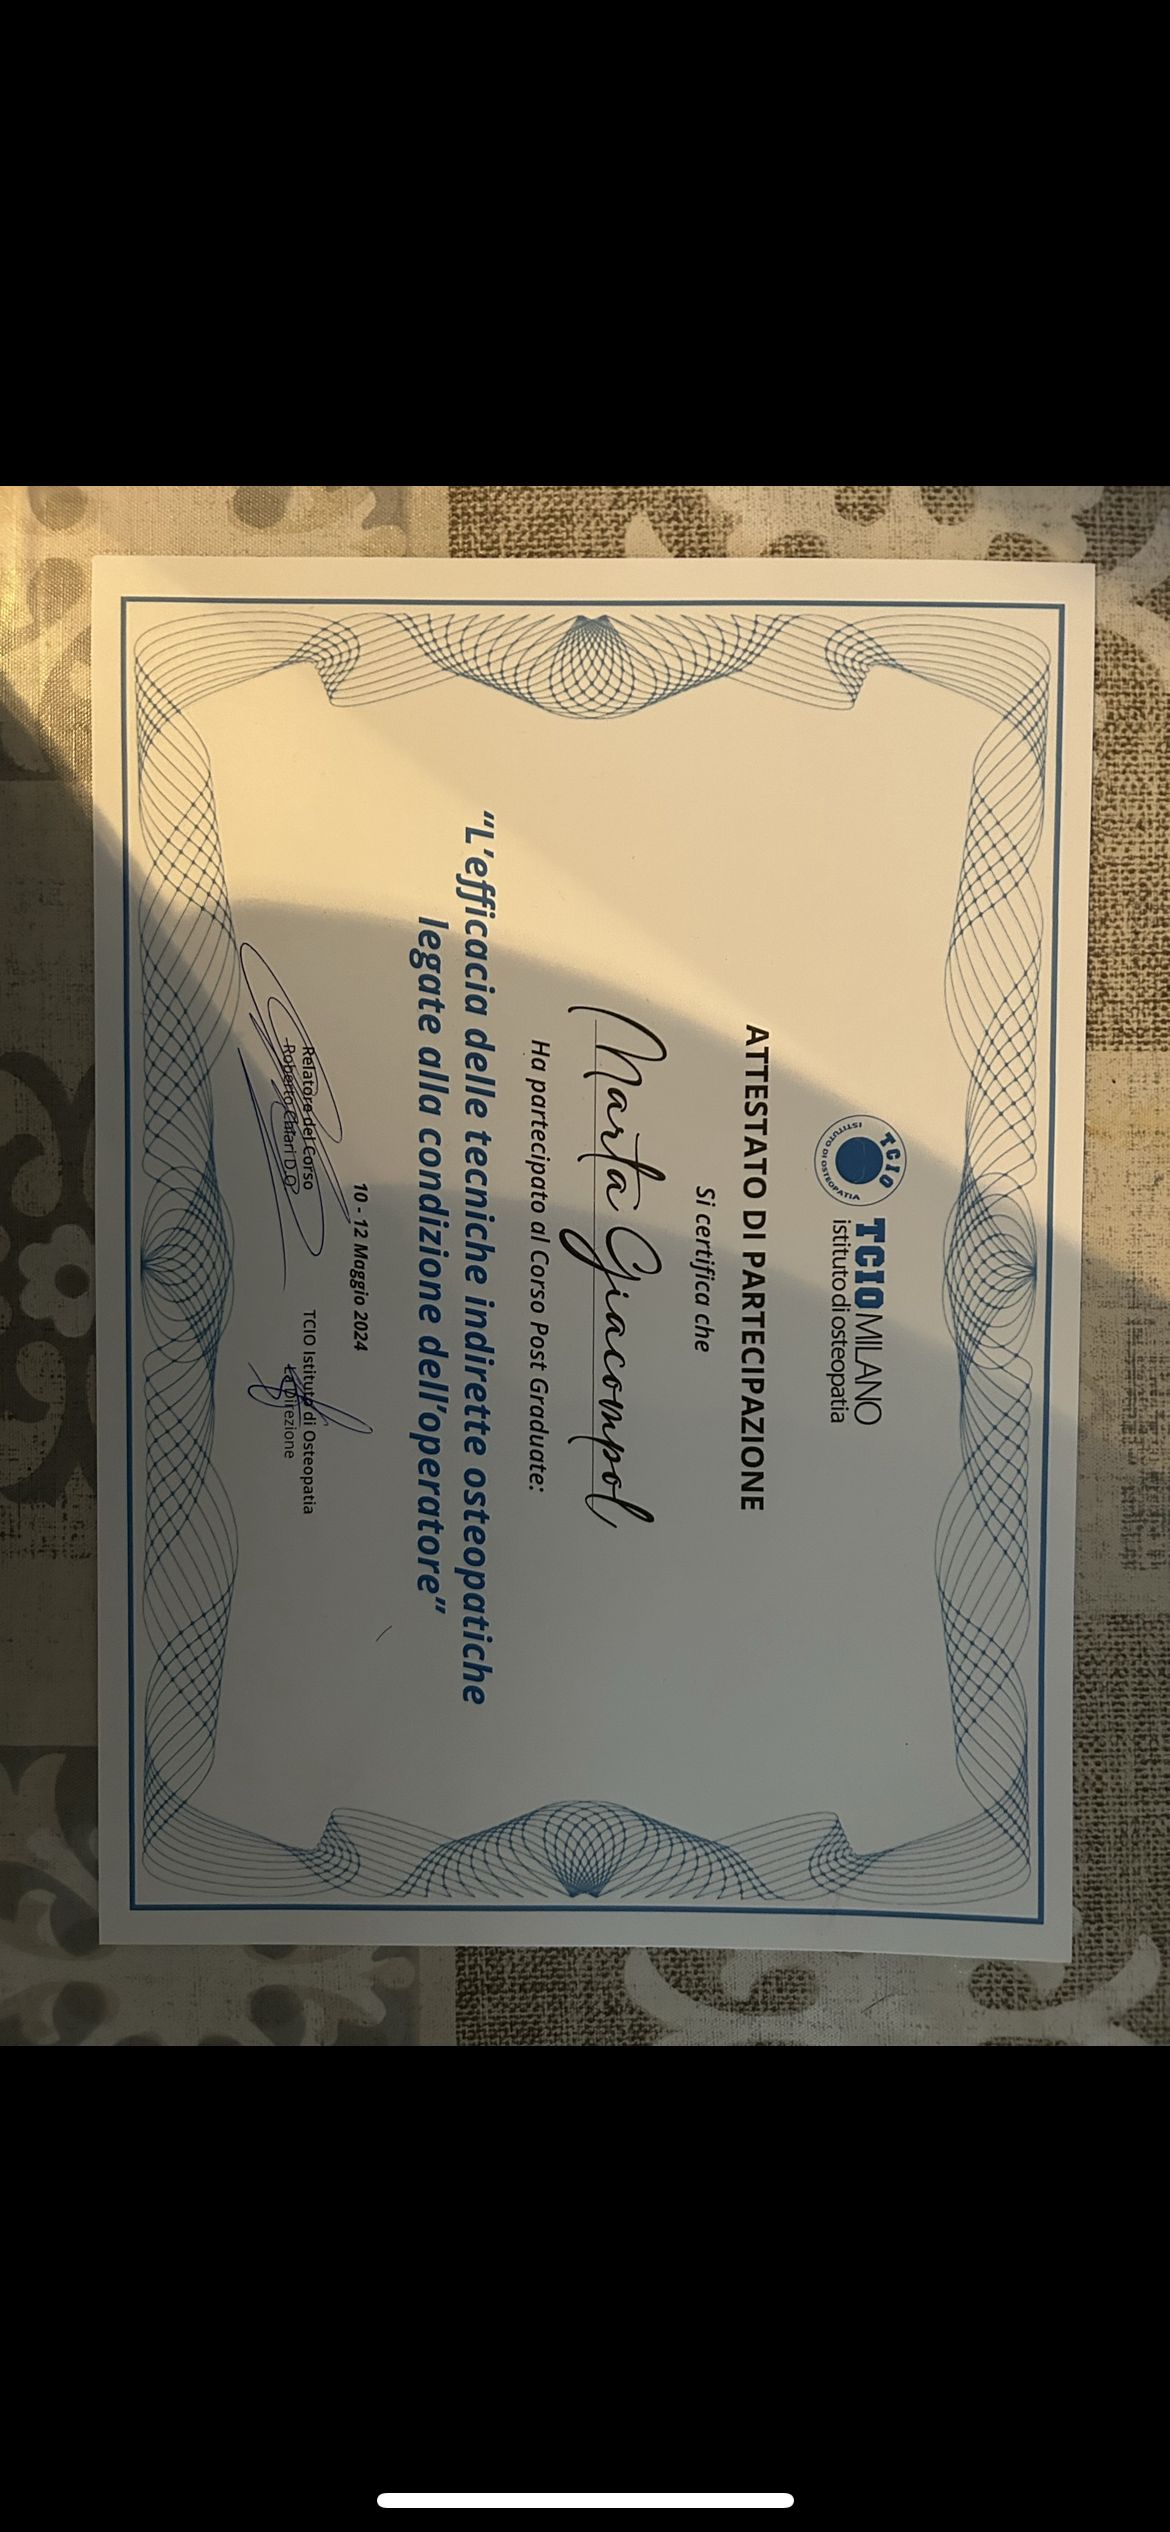 TCIO
ISTITUTO DI OSTEOPATIA
TCIO MILANO
istituto di osteopatia
ATTESTATO DI PARTECIPAZIONE
Si certifica che
Marta Giacompol
Ha partecipato al Corso Post Graduate:
"L'efficacia delle tecniche indirette osteopatiche
legate alla condizione dell'operatore"
10 - 12 Maggio 2024
Relatore del Corso
Roberto Chiari D.O.
TCIO Istituto di Osteopatia
La Direzione